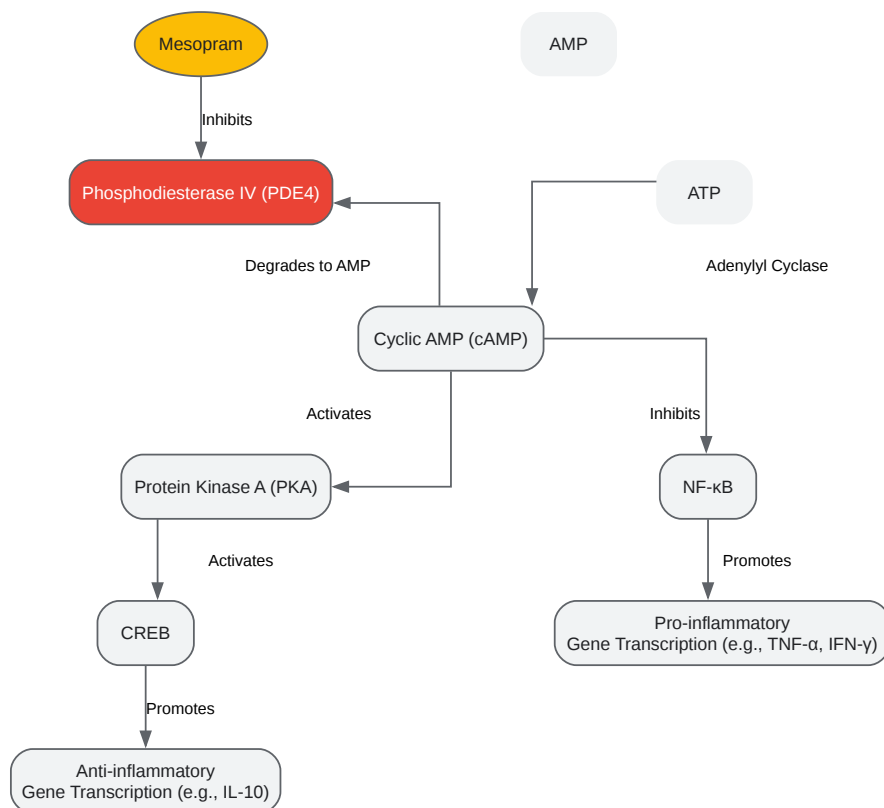 Mesopram
AMP
Inhibits
Phosphodiesterase IV (PDE4)
ATP
Degrades to AMP
Adenylyl Cyclase
Cyclic AMP (cAMP)
Activates
Inhibits
Protein Kinase A (PKA)
NF-κB
Activates
Promotes
CREB
Pro-inflammatory
Gene Transcription (e.g., TNF-α, IFN-γ)
Promotes
Anti-inflammatory
Gene Transcription (e.g., IL-10)